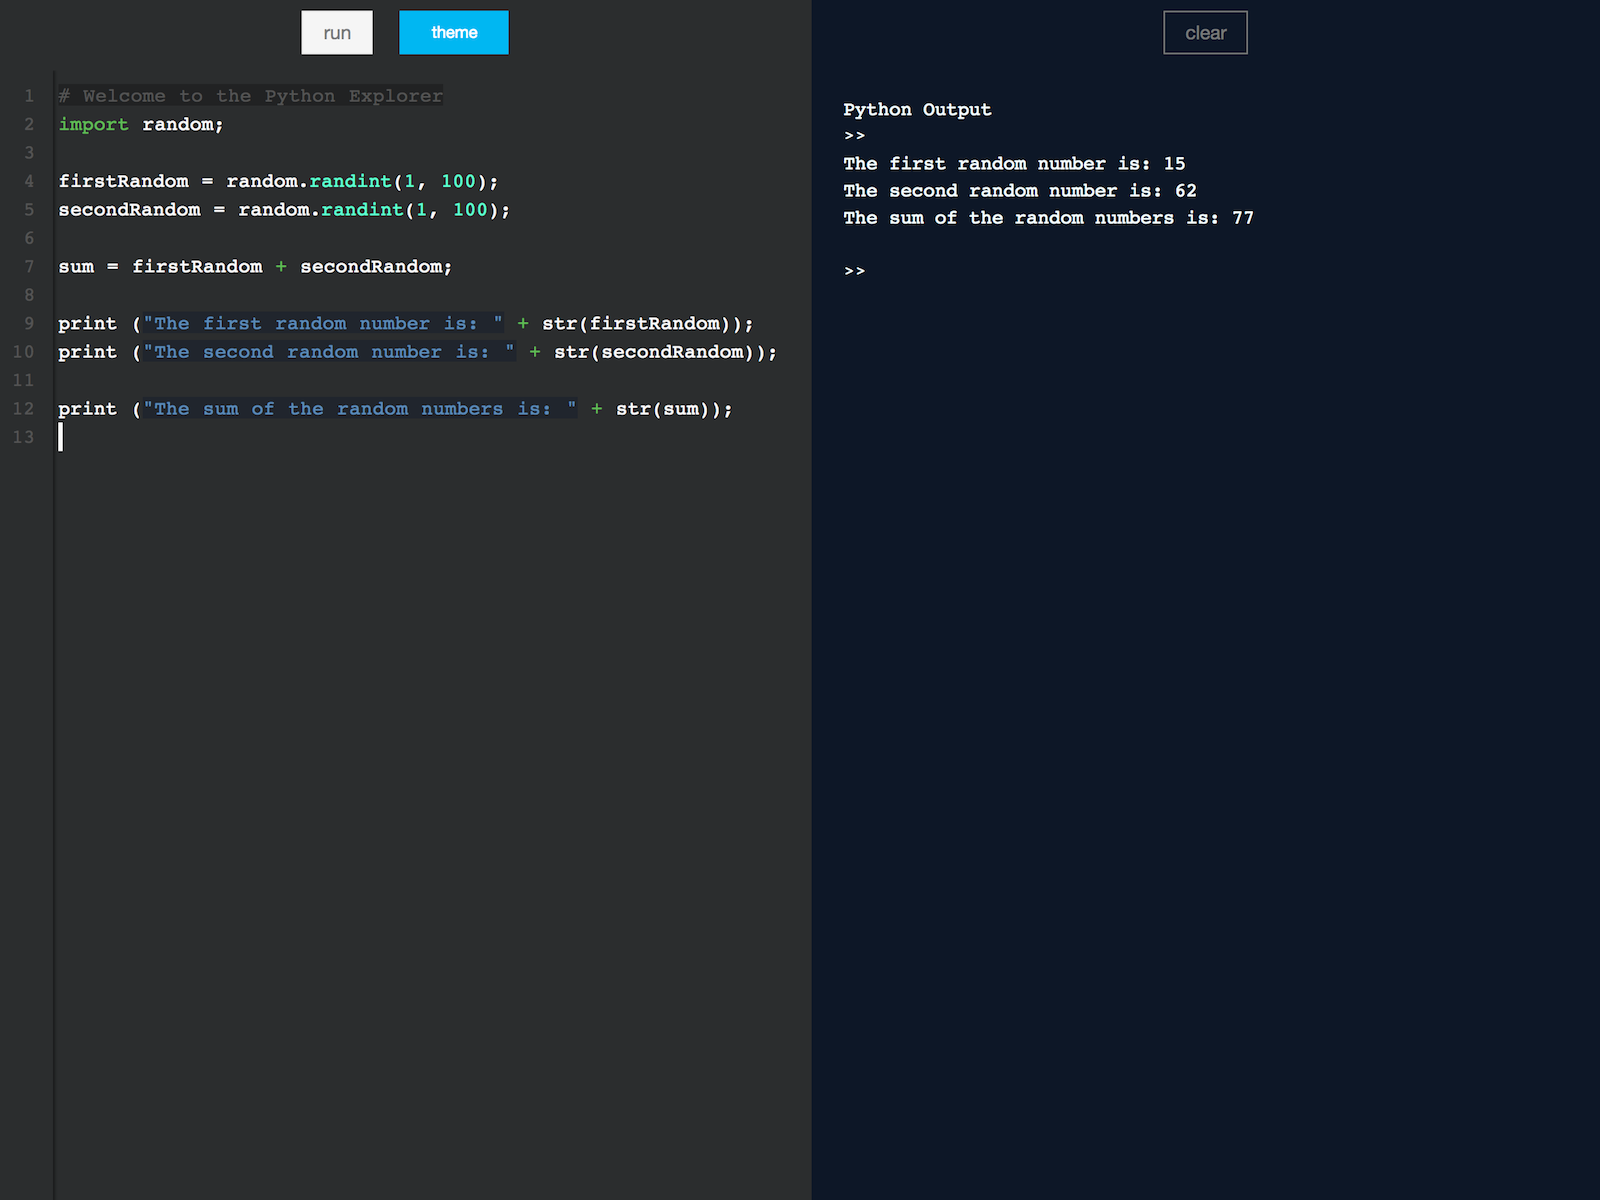 run
theme
1 # Welcome to the Python Explorer
2 import random;
3
4 firstRandom = random.randint(1, 100);
5 secondRandom = random.randint(1, 100);
6
7 sum = firstRandom + secondRandom;
8
9 print ("The first random number is: " + str(firstRandom));
10 print ("The second random number is: " + str(secondRandom));
11
12 print ("The sum of the random numbers is: " + str(sum));
13
clear
Python Output
>>
The first random number is: 15
The second random number is: 62
The sum of the random numbers is: 77
>>